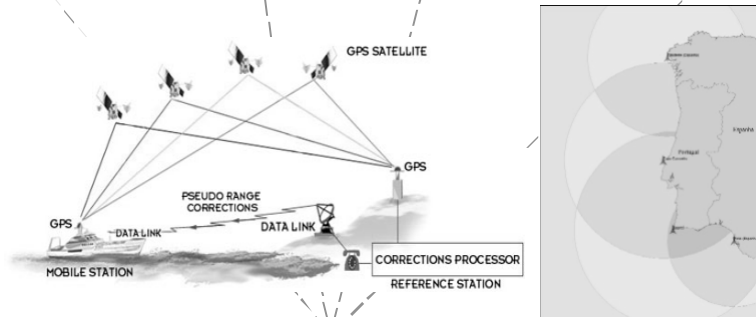 GPS SATELLITE
GPS
PSEUDO RANGE
CORRECTIONS
GPS
DATA LINK
DATA LINK
CORRECTIONS PROCESSOR
MOBILE STATION
REFERENCE STATION
Portugal
España